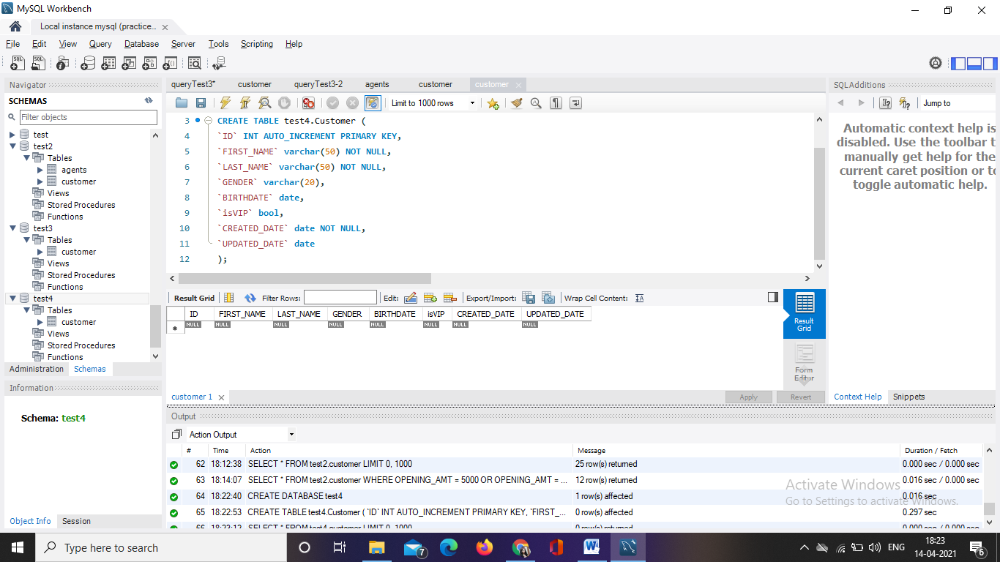 MySQL Workbench
Local instance mysql (practice...
File Edit View Query Database Server Tools Scripting Help
Navigator
SCHEMAS
Filter objects
test
test2
Tables
agents
customer
Views
Stored Procedures
Functions
test3
Tables
customer
Views
Stored Procedures
Functions
test4
Tables
customer
Views
Stored Procedures
Functions
Administration Schemas
Information
Schema: test4
Object Info Session
queryTest3* customer queryTest3-2 agents customer customer
Limit to 1000 rows
3 CREATE TABLE test4.Customer (
4 `ID` INT AUTO_INCREMENT PRIMARY KEY,
5 `FIRST_NAME` varchar(50) NOT NULL,
6 `LAST_NAME` varchar(50) NOT NULL,
7 `GENDER` varchar(20),
8 `BIRTHDATE` date,
9 `isVIP` bool,
10 `CREATED_DATE` date NOT NULL,
11 `UPDATED_DATE` date
12 );
Result Grid Filter Rows: Edit: Export/Import: Wrap Cell Content:
ID FIRST_NAME LAST_NAME GENDER BIRTHDATE isVIP CREATED_DATE UPDATED_DATE
NULL NULL NULL NULL NULL NULL NULL NULL
Result
Grid
Form
Editor
customer 1
Apply Revert
SQLAdditions
Jump to
Automatic context help is
disabled. Use the toolbar t
manually get help for the
current caret position or to
toggle automatic help.
Context Help Snippets
Output
Action Output
# Time Action Message Duration / Fetch
62 18:12:38 SELECT * FROM test2.customer LIMIT 0, 1000 25 row(s) returned 0.000 sec / 0.000 sec
63 18:14:07 SELECT * FROM test2.customer WHERE OPENING_AMT = 5000 OR OPENING_AMT = ... 12 row(s) returned 0.016 sec / 0.000 sec
64 18:22:40 CREATE DATABASE test4 1 row(s) affected 0.016 sec
65 18:22:53 CREATE TABLE test4.Customer ( `ID` INT AUTO_INCREMENT PRIMARY KEY, `FIRST_... 0 row(s) affected 0.297 sec
66 18:23:12 SELECT * FROM test4.customer LIMIT 0, 1000 0 row(s) returned 0.000 sec / 0.000 sec
Activate Windows
Go to Settings to activate Windows.
Type here to search
7
ENG
18:23
14-04-2021
6